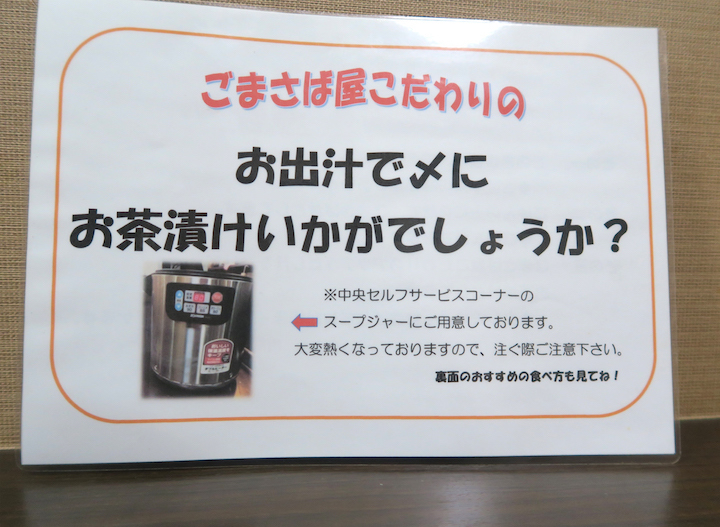 ごまさば屋こだわりの
お出汁で〆に
お茶漬けいかがでしょうか？
※中央セルフサービスコーナーの
スープジャーにご用意しております。
大変熱くなっておりますので、注ぐ際ご注意下さい。
裏面のおすすめの食べ方も見てね！